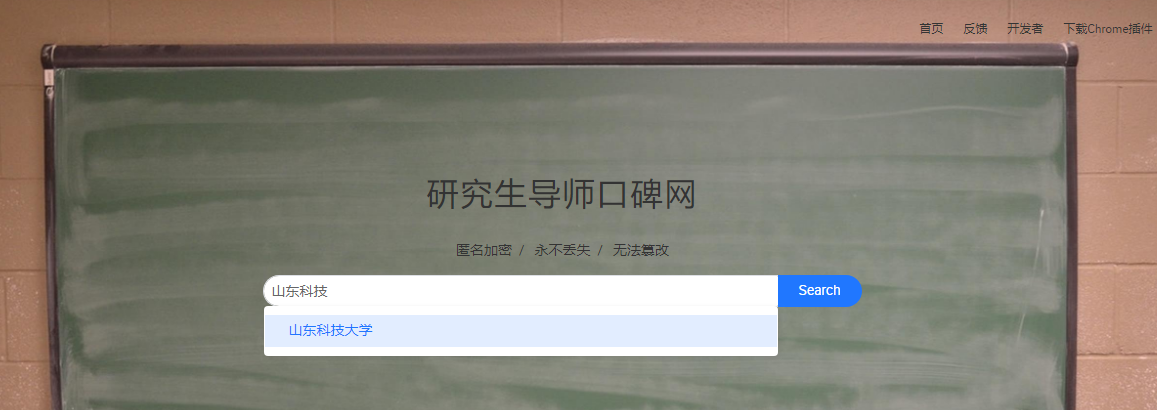 首页 反馈 开发者 下载Chrome插件
研究生导师口碑网
匿名加密 / 永不丢失 / 无法篡改
山东科技 Search
山东科技大学